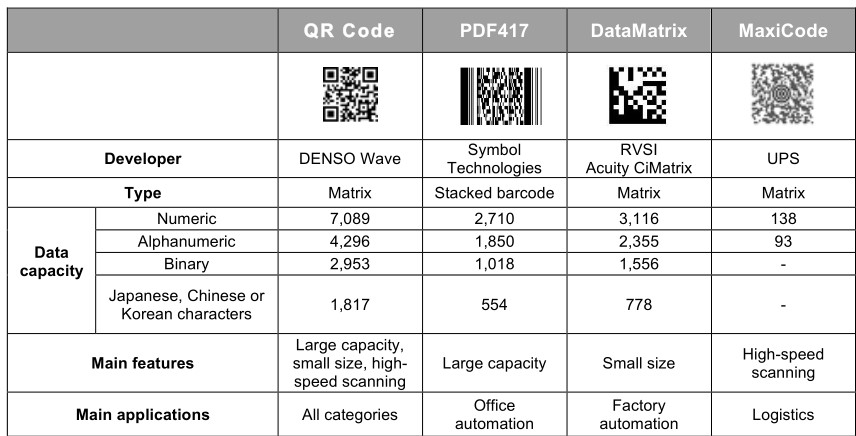 QR Code PDF417 DataMatrix MaxiCode
Developer DENSO Wave Symbol Technologies RVSI Acuity CiMatrix UPS
Type Matrix Stacked barcode Matrix Matrix
Data capacity
Numeric 7,089 2,710 3,116 138
Alphanumeric 4,296 1,850 2,355 93
Binary 2,953 1,018 1,556 -
Japanese, Chinese or Korean characters 1,817 554 778 -
Main features Large capacity, small size, high-speed scanning Large capacity Small size High-speed scanning
Main applications All categories Office automation Factory automation Logistics